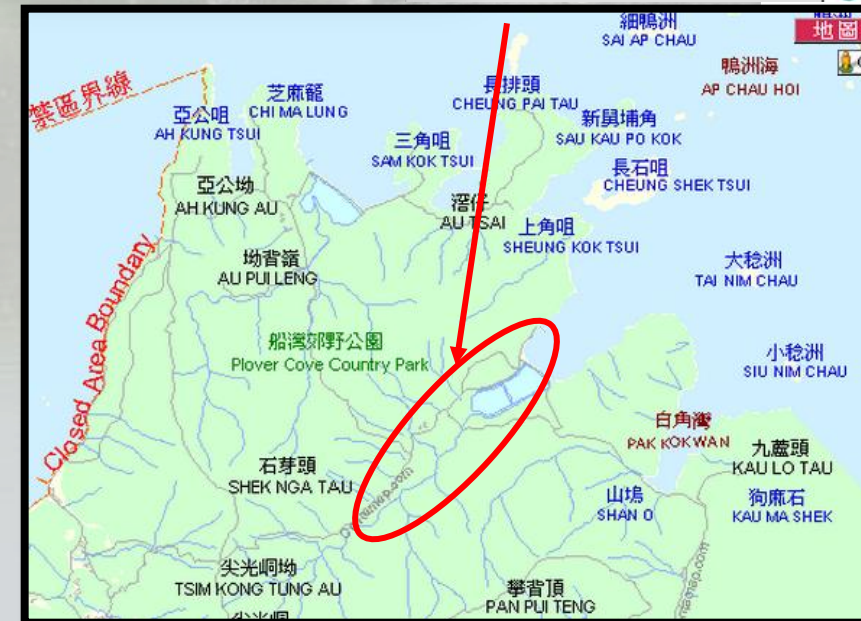 細鴨洲
SAI AP CHAU
地圖
鴨洲海
AP CHAU HOI
禁區界線
亞公咀
AH KUNG TSUI
芝麻籠
CHI MA LUNG
長排頭
CHEUNG PAI TAU
三角咀
SAM KOK TSUI
新舅埔角
SAU KAU PO KOK
長石咀
CHEUNG SHEK TSUI
亞公坳
AH KUNG AU
滘仔
AU TSAI
上角咀
SHEUNG KOK TSUI
坳背嶺
AU PUI LENG
大稔洲
TAI NIM CHAU
Closed Area Boundary
船灣郊野公園
Plover Cove Country Park
小稔洲
SIU NIM CHAU
白角灣
PAK KOK WAN
九蘆頭
KAU LO TAU
石芽頭
SHEK NGA TAU
山塢
SHAN O
狗麻石
KAU MA SHEK
尖光峒坳
TSIM KONG TUNG AU
攀背頂
PAN PUI TENG